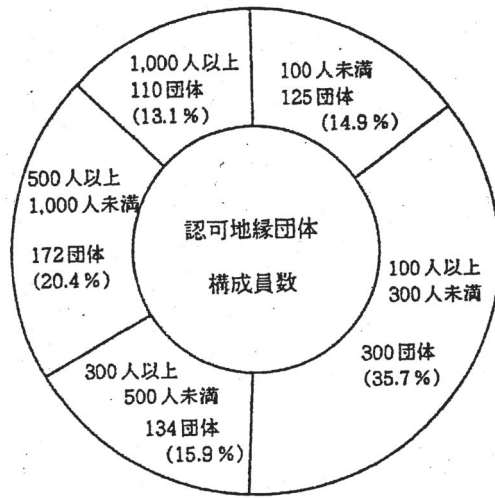 1,000人以上
110団体
(13.1%)
100人未満
125団体
(14.9%)
500人以上
1,000人未満
172団体
(20.4%)
認可地縁団体
構成員数
100人以上
300人未満
300団体
(35.7%)
300人以上
500人未満
134団体
(15.9%)